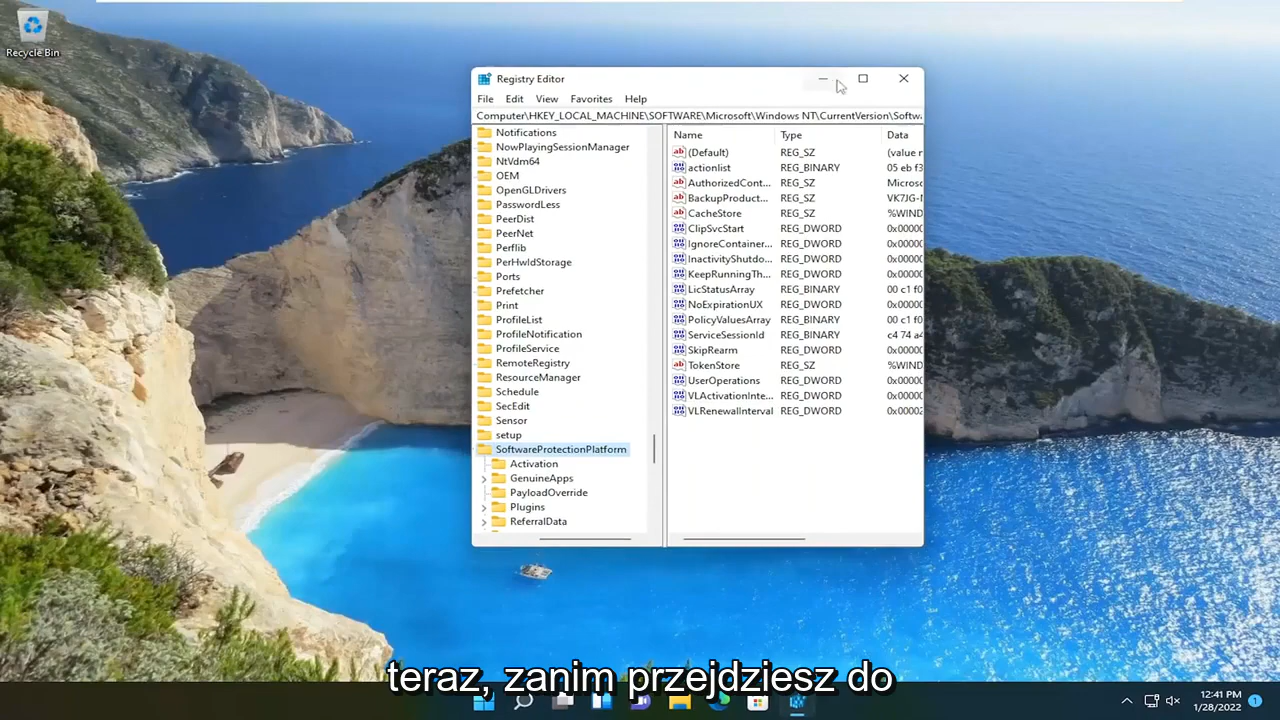 Recycle Bin
Registry Editor
File Edit View Favorites Help
Computer\HKEY_LOCAL_MACHINE\SOFTWARE\Microsoft\Windows NT\CurrentVersion\Softwa
Notifications
NowPlayingSessionManager
NtVdm64
OEM
OpenGLDrivers
PasswordLess
PeerDist
PeerNet
Perflib
PerHwIdStorage
Ports
Prefetcher
Print
ProfileList
ProfileNotification
ProfileService
RemoteRegistry
ResourceManager
Schedule
SecEdit
Sensor
setup
SoftwareProtectionPlatform
Activation
GenuineApps
PayloadOverride
Plugins
ReferralData
Name Type Data
(Default) REG_SZ (value n
actionlist REG_BINARY 05 eb f3
AuthorizedCont... REG_SZ Microso
BackupProduct... REG_SZ VK7JG-N
CacheStore REG_SZ %WIND
ClipSvcStart REG_DWORD 0x00000
IgnoreContainer... REG_DWORD 0x00000
InactivityShutdo... REG_DWORD 0x00000
KeepRunningTh... REG_DWORD 0x00000
LicStatusArray REG_BINARY 00 c1 f0
NoExpirationUX REG_DWORD 0x00000
PolicyValuesArray REG_BINARY 00 c1 f0
ServiceSessionId REG_BINARY c4 74 a4
SkipRearm REG_DWORD 0x00000
TokenStore REG_SZ %WIND
UserOperations REG_DWORD 0x00000
VLActivationInte... REG_DWORD 0x00000
VLRenewalInterval REG_DWORD 0x00002
teraz, zanim przejdziesz do
12:41 PM
1/28/2022
1